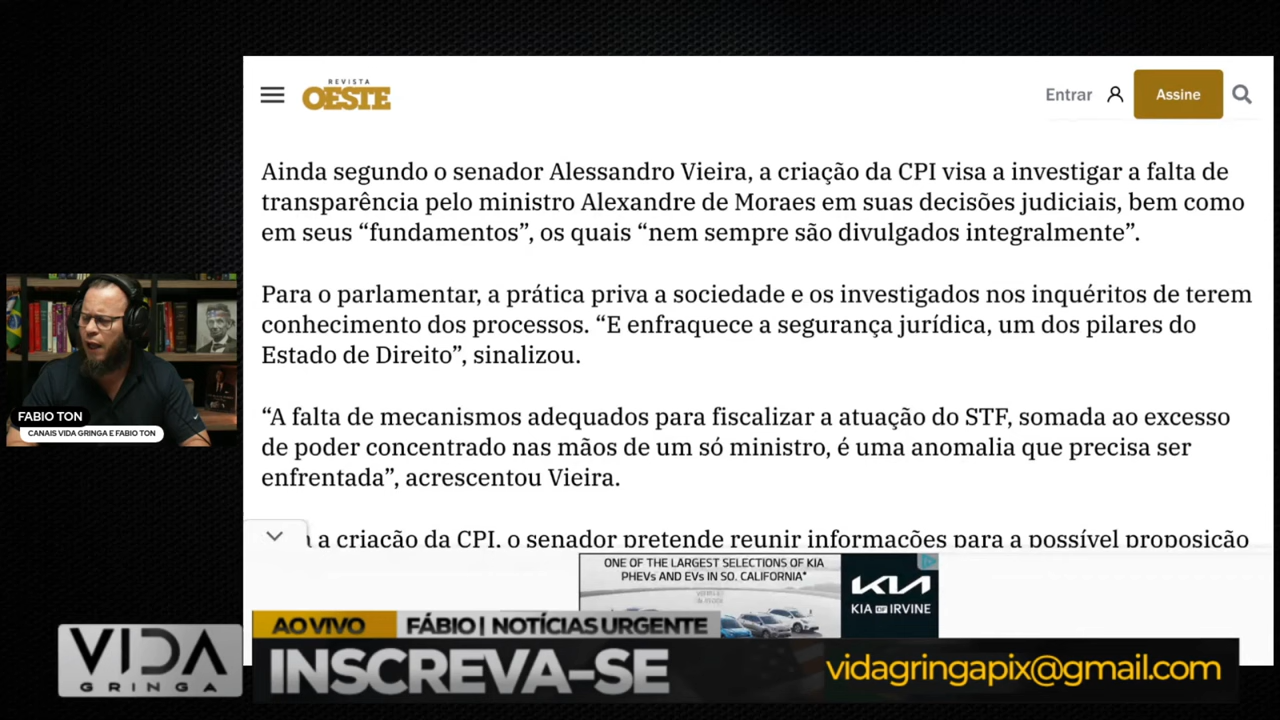 REVISTA
OESTE
Entrar
Assine
Ainda segundo o senador Alessandro Vieira, a criação da CPI visa a investigar a falta de
transparência pelo ministro Alexandre de Moraes em suas decisões judiciais, bem como
em seus “fundamentos”, os quais “nem sempre são divulgados integralmente”.
Para o parlamentar, a prática priva a sociedade e os investigados nos inquéritos de terem
conhecimento dos processos. “E enfraquece a segurança jurídica, um dos pilares do
Estado de Direito”, sinalizou.
“A falta de mecanismos adequados para fiscalizar a atuação do STF, somada ao excesso
de poder concentrado nas mãos de um só ministro, é uma anomalia que precisa ser
enfrentada”, acrescentou Vieira.
a criação da CPI, o senador pretende reunir informações para a possível proposição
FABIO TON
CANAIS VIDA GRINGA E FABIO TON
ONE OF THE LARGEST SELECTIONS OF KIA
PHEVs AND EVs IN SO. CALIFORNIA*
KIA
KIA OF IRVINE
AO VIVO
FÁBIO | NOTÍCIAS URGENTE
VIDA
GRINGA
INSCREVA-SE
vidagringapix@gmail.com